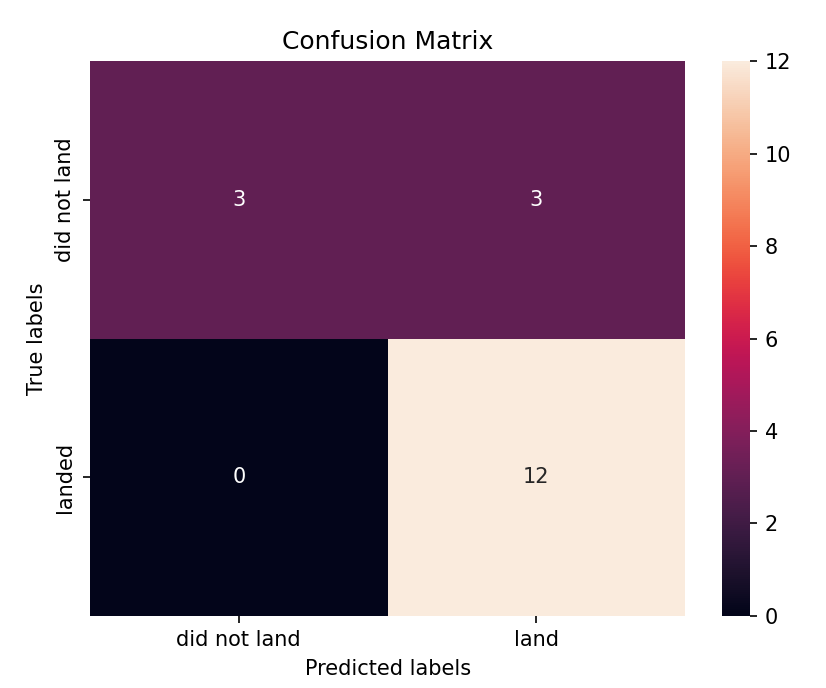 Confusion Matrix
True labels
did not land
landed
3
3
0
12
did not land
land
Predicted labels
12
10
8
6
4
2
0